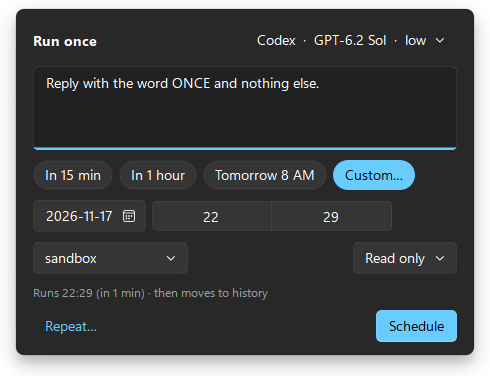 Run once Codex · GPT-6.2 Sol · low
Reply with the word ONCE and nothing else.
In 15 min In 1 hour Tomorrow 8 AM Custom...
2026-11-17 22 29
sandbox Read only
Runs 22:29 (in 1 min) · then moves to history
Repeat... Schedule